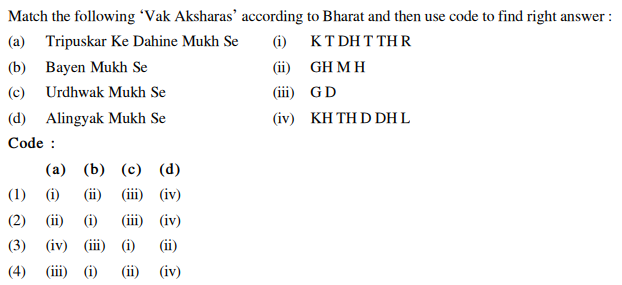 Match the following ‘Vak Aksharas’ according to Bharat and then use code to find right answer :
(a) Tripuskar Ke Dahine Mukh Se (i) K T DH T TH R
(b) Bayen Mukh Se (ii) GH M H
(c) Urdhwak Mukh Se (iii) G D
(d) Alingyak Mukh Se (iv) KH TH D DH L
Code :
(a) (b) (c) (d)
(1) (i) (ii) (iii) (iv)
(2) (ii) (i) (iii) (iv)
(3) (iv) (iii) (i) (ii)
(4) (iii) (i) (ii) (iv)